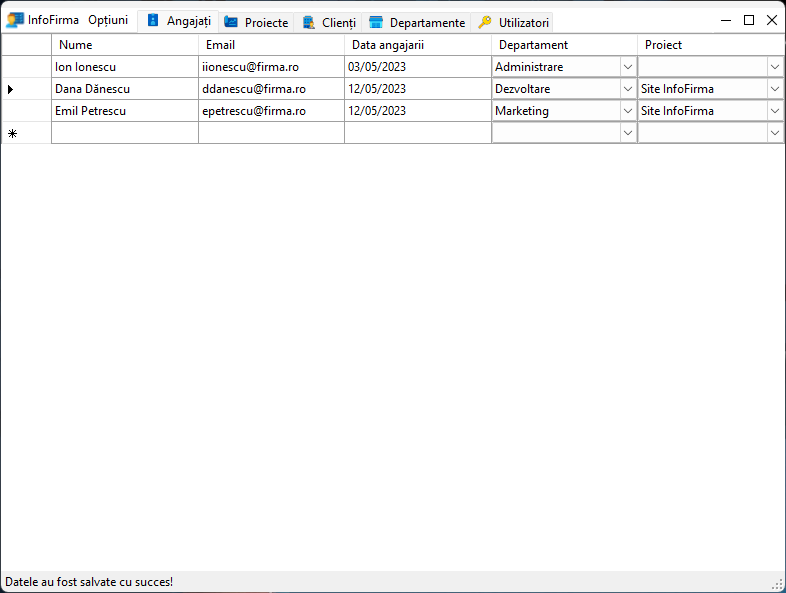 InfoFirma Opțiuni Angajați Proiecte Clienți Departamente Utilizatori
Nume Email Data angajarii Departament Proiect
Ion Ionescu iionescu@firma.ro 03/05/2023 Administrare
Dana Dănescu ddanescu@firma.ro 12/05/2023 Dezvoltare Site InfoFirma
Emil Petrescu epetrescu@firma.ro 12/05/2023 Marketing Site InfoFirma
Datele au fost salvate cu succes!